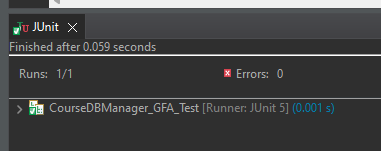 JUnit
Finished after 0.059 seconds
Runs: 1/1 Errors: 0
CourseDBManager_GFA_Test [Runner: JUnit 5] (0.001 s)